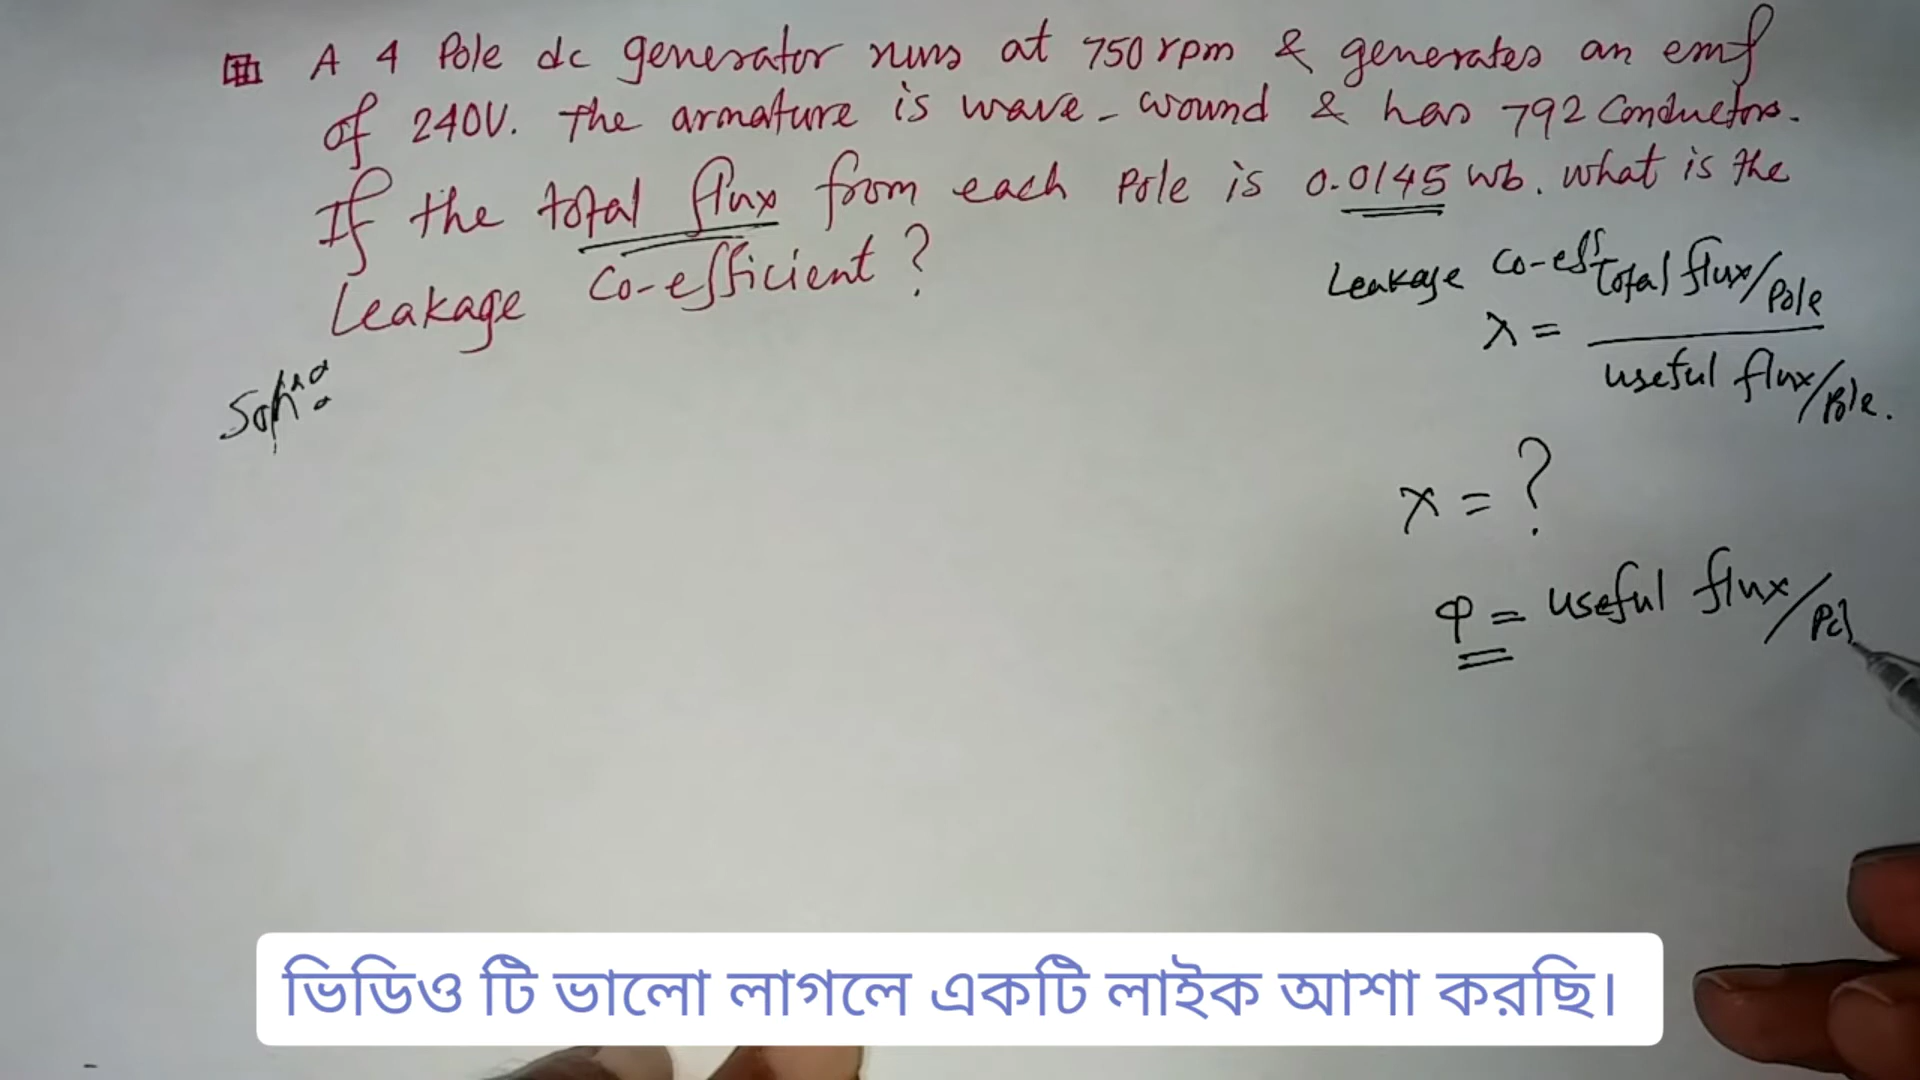 A 4 Pole dc generator runs at 750 rpm & generates an emf
of 240V. The armature is wave-wound & has 792 Conductors.
If the total flux from each Pole is 0.0145 wb. what is the
Leakage Co-efficient?
Leakage co-eff
λ = total flux/Pole
useful flux/Pole.
Soln:
λ = ?
φ = useful flux/Pol
ভিডিও টি ভালো লাগলে একটি লাইক আশা করছি।